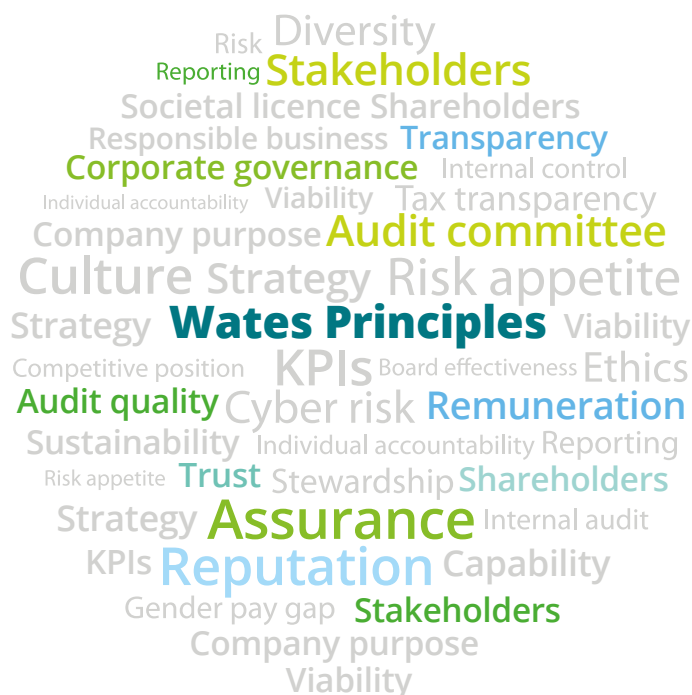 Risk Diversity
Reporting Stakeholders
Societal licence Shareholders
Responsible business Transparency
Corporate governance Internal control
Individual accountability Viability Tax transparency
Company purpose Audit committee
Culture Strategy Risk appetite
Strategy Wates Principles Viability
Competitive position KPIs Board effectiveness Ethics
Audit quality Cyber risk Remuneration
Sustainability Individual accountability Reporting
Risk appetite Trust Stewardship Shareholders
Strategy Assurance Internal audit
KPIs Reputation Capability
Gender pay gap Stakeholders
Company purpose
Viability